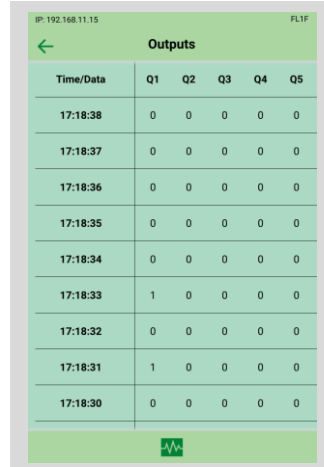 IP: 192.168.11.15 FL1F
Outputs
Time/Data Q1 Q2 Q3 Q4 Q5
17:18:38 0 0 0 0 0
17:18:37 0 0 0 0 0
17:18:36 0 0 0 0 0
17:18:35 0 0 0 0 0
17:18:34 0 0 0 0 0
17:18:33 1 0 0 0 0
17:18:32 0 0 0 0 0
17:18:31 1 0 0 0 0
17:18:30 0 0 0 0 0